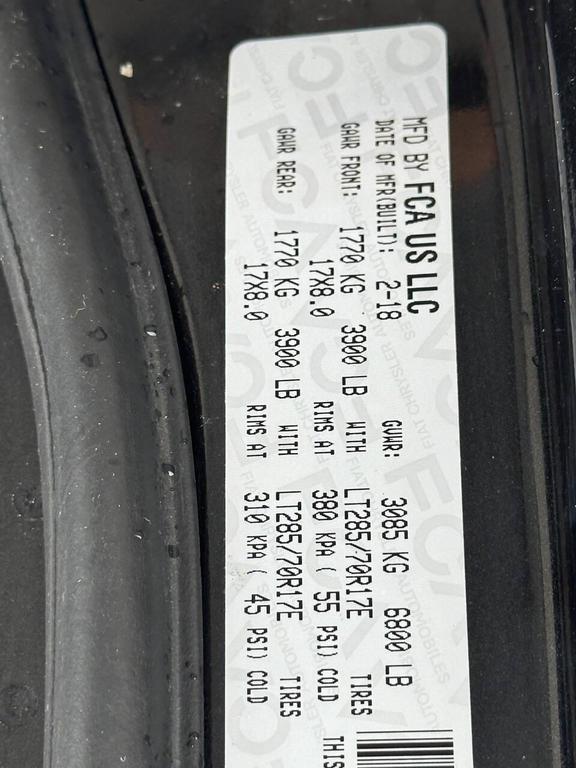 MFD BY FCA US LLC
DATE OF MFR(BUILT): 2-18 GVWR: 3085 KG 6800 LB
GAWR FRONT: 1770 KG 3900 LB WITH LT285/70R17E TIRES
17X8.0 RIMS AT 380 KPA ( 55 PSI) COLD
GAWR REAR: 1770 KG 3900 LB WITH LT285/70R17E TIRES
17X8.0 RIMS AT 310 KPA ( 45 PSI) COLD
THIS